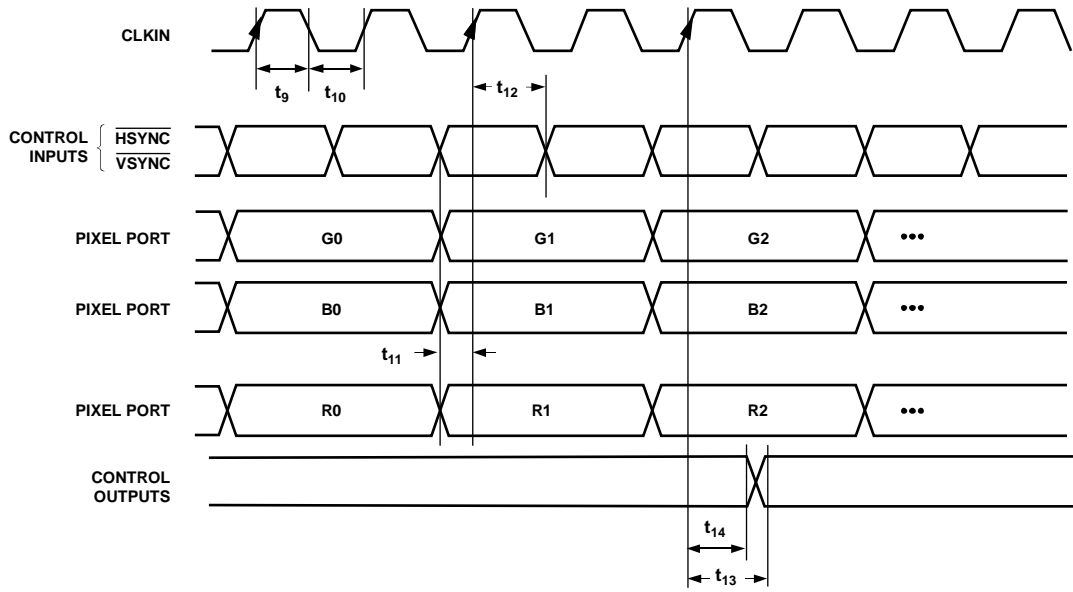 CLKIN
t9
t10
t12
CONTROL INPUTS
HSYNC
VSYNC
PIXEL PORT
G0
G1
G2
•••
PIXEL PORT
B0
B1
B2
•••
t11
PIXEL PORT
R0
R1
R2
•••
CONTROL
OUTPUTS
t14
t13